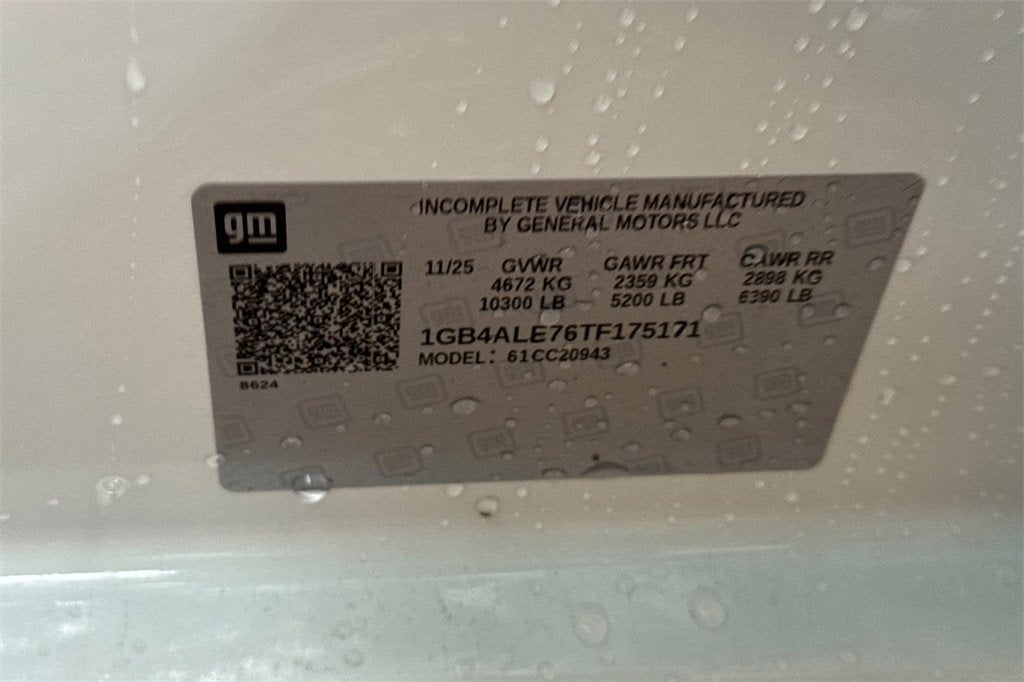 gm
INCOMPLETE VEHICLE MANUFACTURED
BY GENERAL MOTORS LLC
11/25 GVWR GAWR FRT GAWR RR
4672 KG 2359 KG 2898 KG
10300 LB 5200 LB 6390 LB
1GB4ALE76TF175171
MODEL: 61CC20943
8624